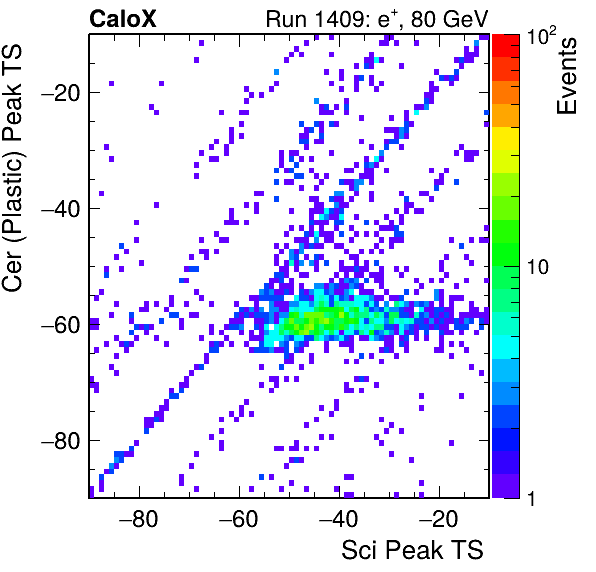 CaloX Run 1409: e⁺, 80 GeV
Cer (Plastic) Peak TS
−20
−40
−60
−80
−80 −60 −40 −20
Sci Peak TS
10²
10
1
Events